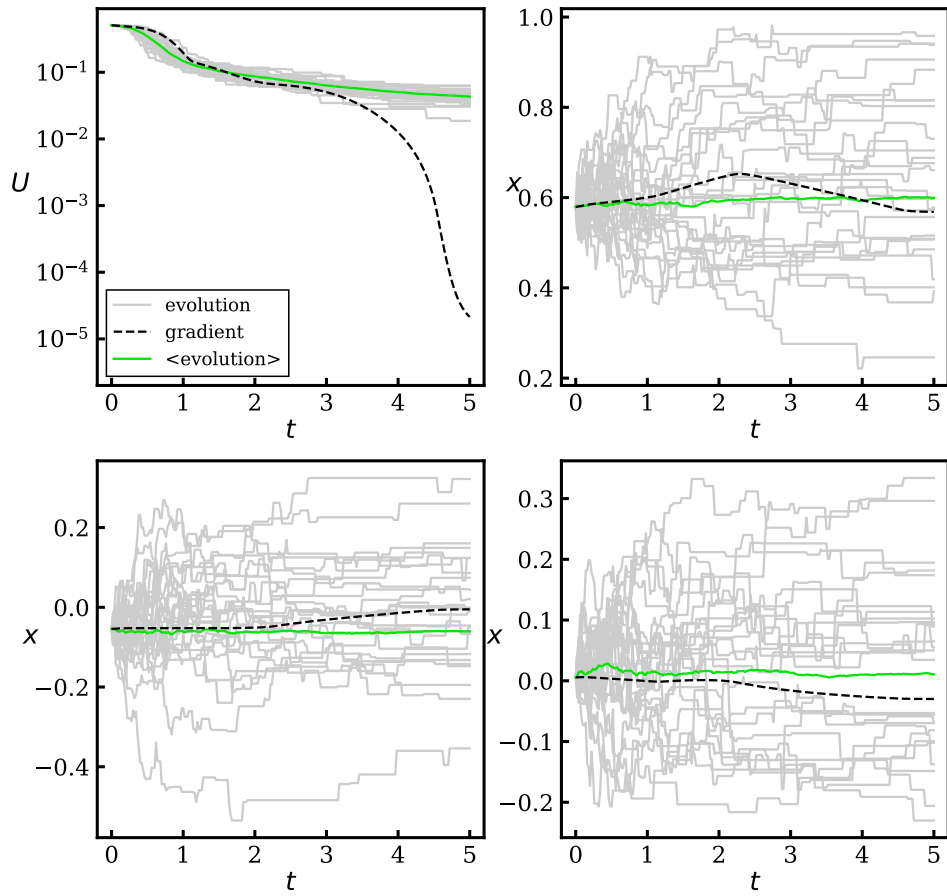 10⁻¹
10⁻²
10⁻³
10⁻⁴
10⁻⁵
U
evolution
gradient
<evolution>
0 1 2 3 4 5
t
1.0
0.8
0.6
0.4
0.2
x
0 1 2 3 4 5
t
0.2
0.0
−0.2
−0.4
x
0 1 2 3 4 5
t
0.3
0.2
0.1
0.0
−0.1
−0.2
x
0 1 2 3 4 5
t